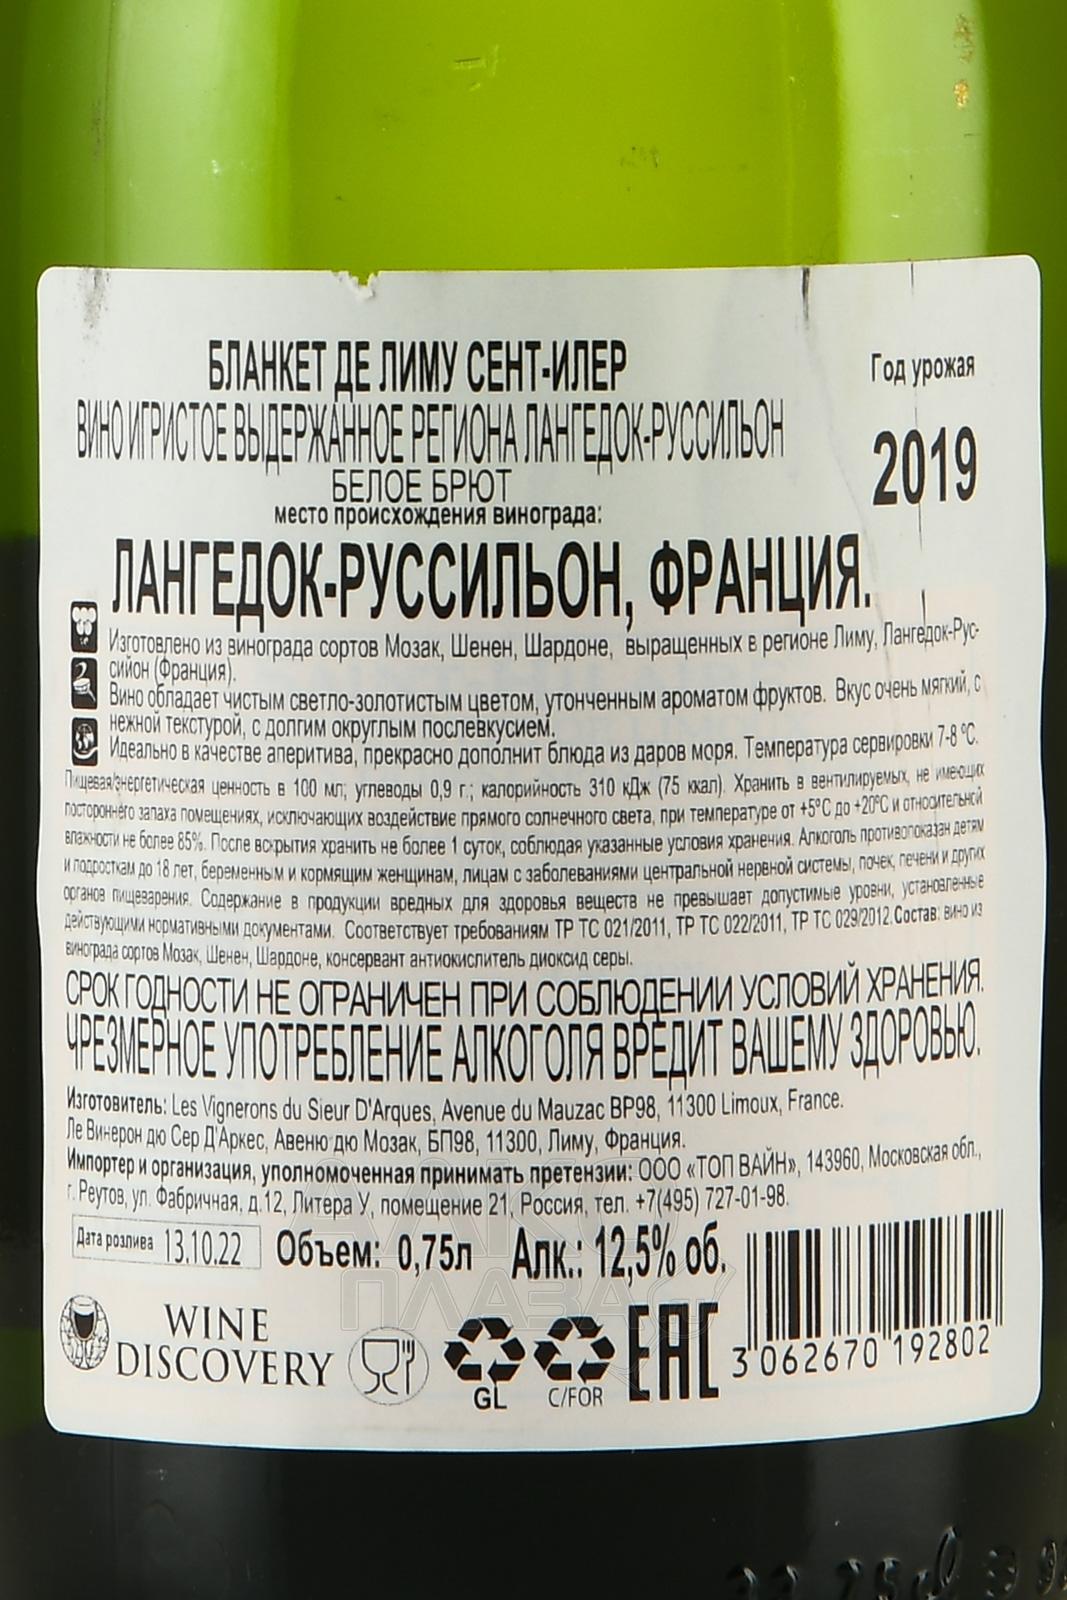 БЛАНКЕТ ДЕ ЛИМУ СЕНТ-ИЛЕР
Год урожая
2019
ВИНО ИГРИСТОЕ ВЫДЕРЖАННОЕ РЕГИОНА ЛАНГЕДОК-РУССИЛЬОН
БЕЛОЕ БРЮТ
место происхождения винограда:
ЛАНГЕДОК-РУССИЛЬОН, ФРАНЦИЯ.
Изготовлено из винограда сортов Мозак, Шенен, Шардоне, выращенных в регионе Лиму, Лангедок-Рус-
сийон (Франция).
Вино обладает чистым светло-золотистым цветом, утонченным ароматом фруктов. Вкус очень мягкий, с
нежной текстурой, с долгим округлым послевкусием.
Идеально в качестве аперитива, прекрасно дополнит блюда из даров моря. Температура сервировки 7-8 °С.
Пищевая/энергетическая ценность в 100 мл; углеводы 0,9 г.; калорийность 310 кДж (75 ккал). Хранить в вентилируемых, не имеющих
постороннего запаха помещениях, исключающих воздействие прямого солнечного света, при температуре от +5°С до +20°С и относительной
влажности не более 85%. После вскрытия хранить не более 1 суток, соблюдая указанные условия хранения. Алкоголь противопоказан детям
и подросткам до 18 лет, беременным и кормящим женщинам, лицам с заболеваниями центральной нервной системы, почек, печени и других
органов пищеварения. Содержание в продукции вредных для здоровья веществ не превышает допустимые уровни, установленные
действующими нормативными документами. Соответствует требованиям ТР ТС 021/2011, ТР ТС 022/2011, ТР ТС 029/2012. Состав: вино из
винограда сортов Мозак, Шенен, Шардоне, консервант антиокислитель диоксид серы.
СРОК ГОДНОСТИ НЕ ОГРАНИЧЕН ПРИ СОБЛЮДЕНИИ УСЛОВИЙ ХРАНЕНИЯ.
ЧРЕЗМЕРНОЕ УПОТРЕБЛЕНИЕ АЛКОГОЛЯ ВРЕДИТ ВАШЕМУ ЗДОРОВЬЮ.
Изготовитель: Les Vignerons du Sieur D'Arques, Avenue du Mauzac BP98, 11300 Limoux, France.
Ле Винерон дю Сер Д'Аркес, Авеню дю Мозак, БП98, 11300, Лиму, Франция.
Импортер и организация, уполномоченная принимать претензии: ООО «ТОП ВАЙН», 143960, Московская обл.,
г. Реутов, ул. Фабричная, д.12, Литера У, помещение 21, Россия, тел. +7(495) 727-01-98.
Дата розлива 13.10.22 Объем: 0,75л Алк.: 12,5% об.
WINE
DISCOVERY
GL
C/FOR
EAC
3 062670 192802
АЛКО
ПЛАЗА